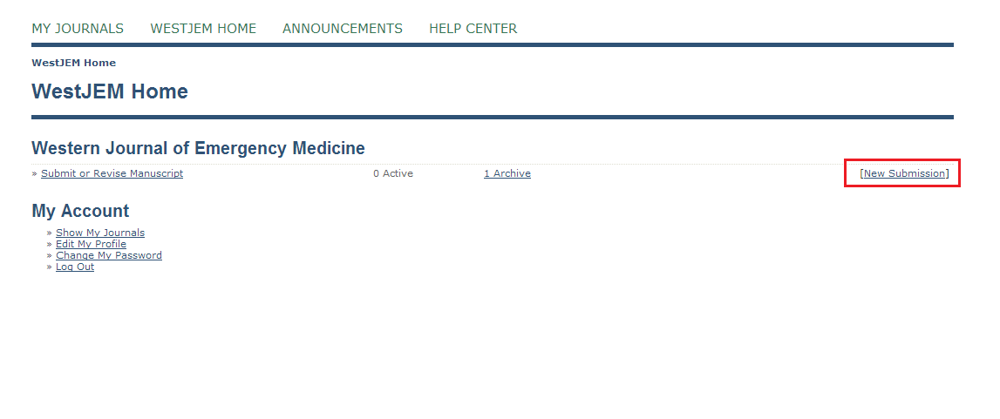 MY JOURNALS WESTJEM HOME ANNOUNCEMENTS HELP CENTER
WestJEM Home
WestJEM Home
Western Journal of Emergency Medicine
» Submit or Revise Manuscript 0 Active 1 Archive [New Submission]
My Account
» Show My Journals
» Edit My Profile
» Change My Password
» Log Out